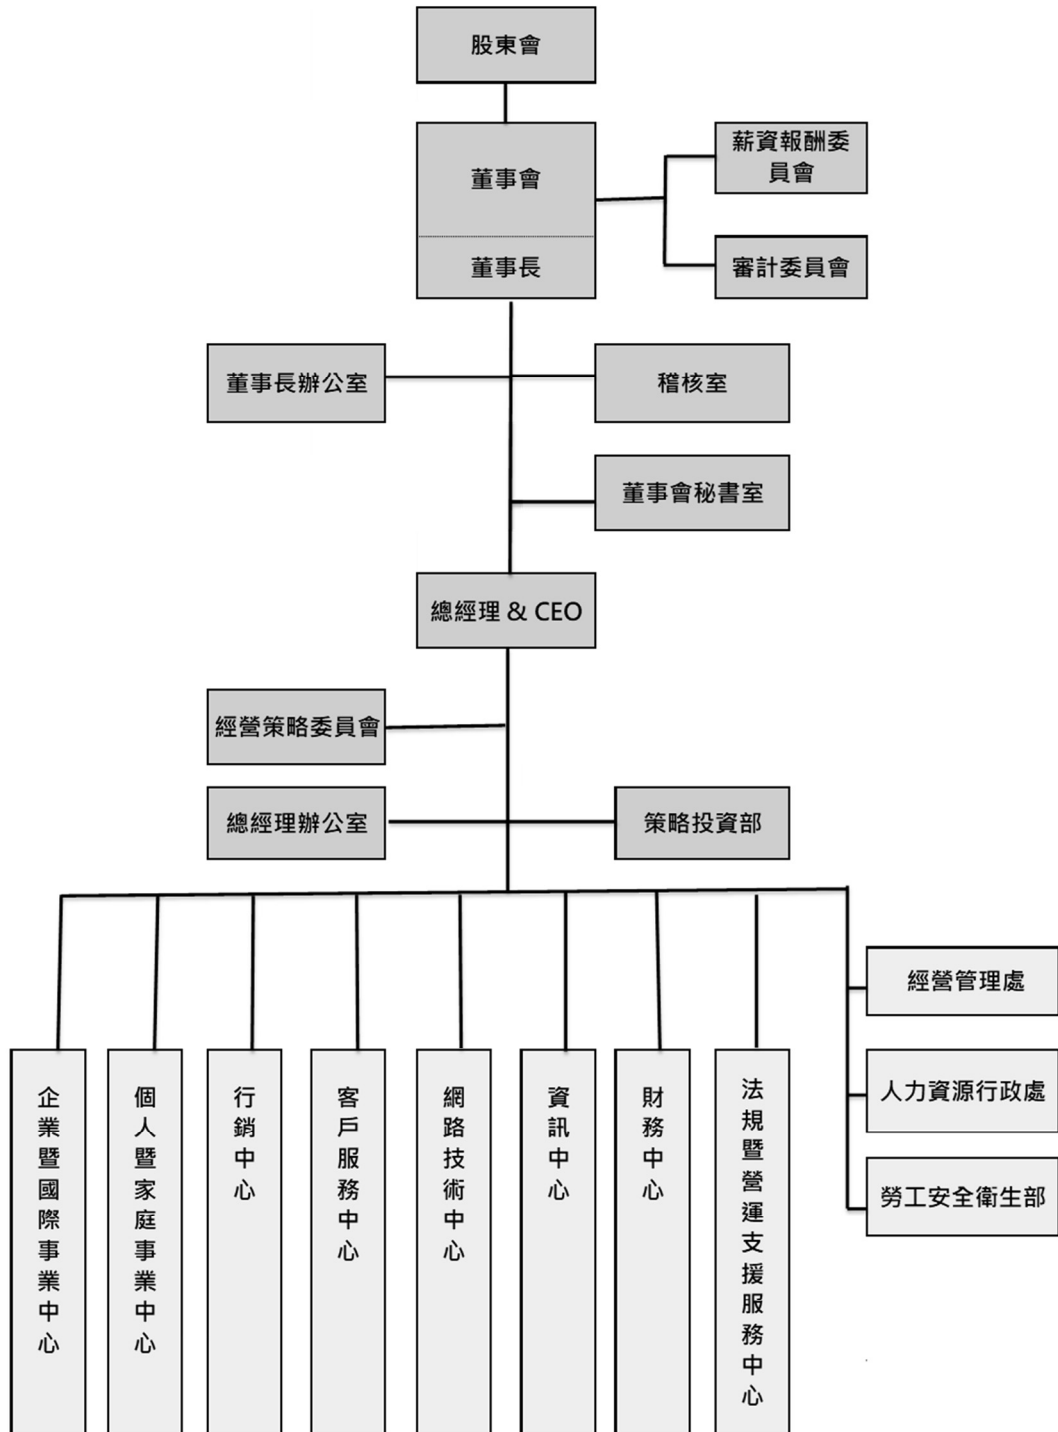 股東會
董事會
董事長
薪資報酬委
員會
審計委員會
董事長辦公室
稽核室
董事會秘書室
總經理 & CEO
經營策略委員會
總經理辦公室
策略投資部
經營管理處
人力資源行政處
勞工安全衛生部
企業暨國際事業中心
個人暨家庭事業中心
行銷中心
客戶服務中心
網路技術中心
資訊中心
財務中心
法規暨營運支援服務中心